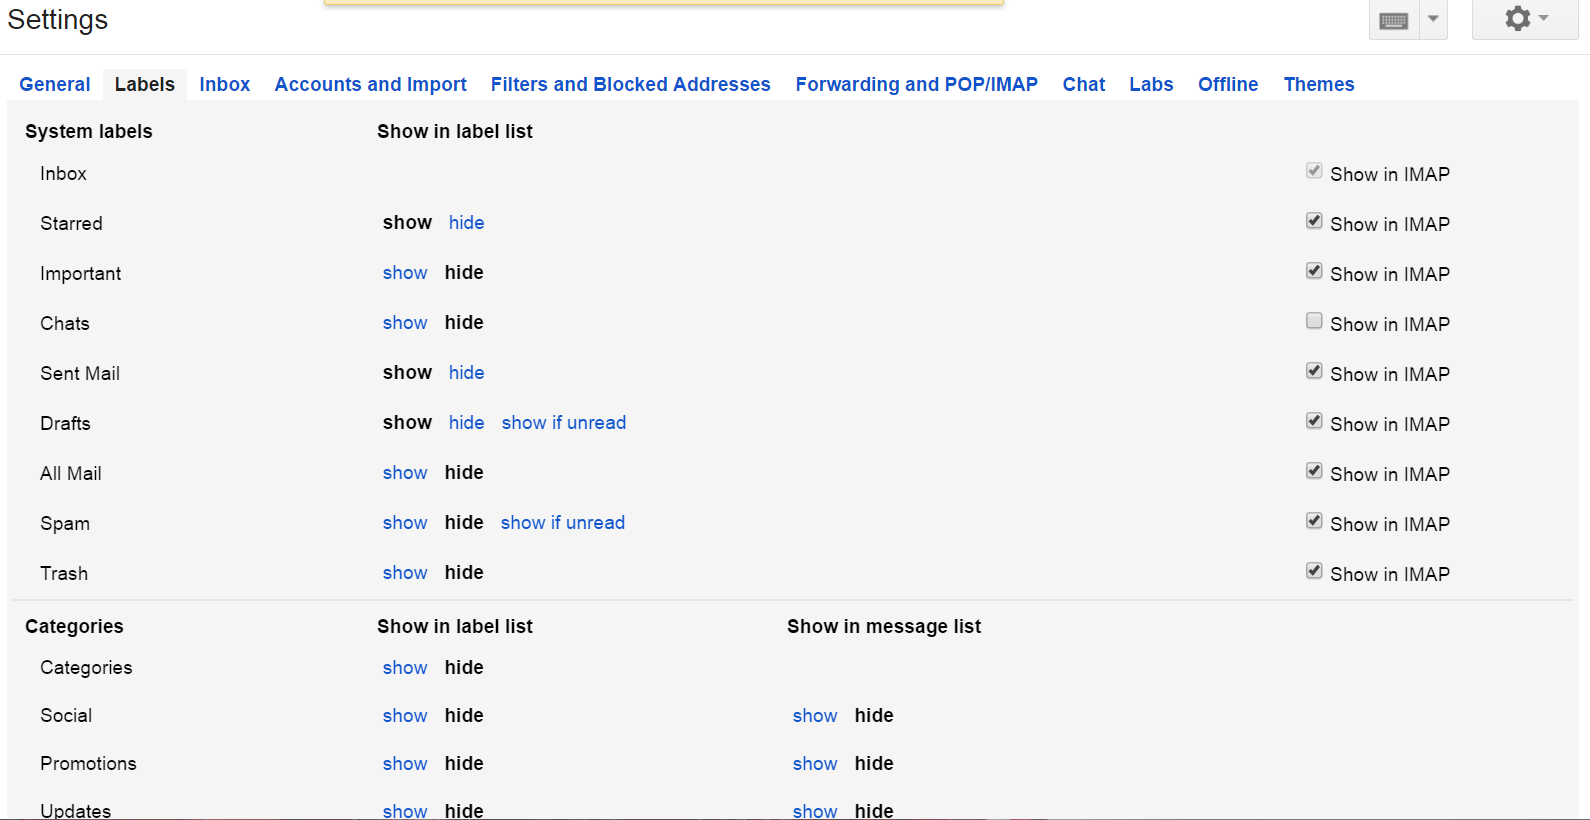 Settings
General Labels Inbox Accounts and Import Filters and Blocked Addresses Forwarding and POP/IMAP Chat Labs Offline Themes
System labels Show in label list
Inbox Show in IMAP
Starred show hide Show in IMAP
Important show hide Show in IMAP
Chats show hide Show in IMAP
Sent Mail show hide Show in IMAP
Drafts show hide show if unread Show in IMAP
All Mail show hide Show in IMAP
Spam show hide show if unread Show in IMAP
Trash show hide Show in IMAP
Categories Show in label list Show in message list
Categories show hide
Social show hide show hide
Promotions show hide show hide
Updates show hide show hide